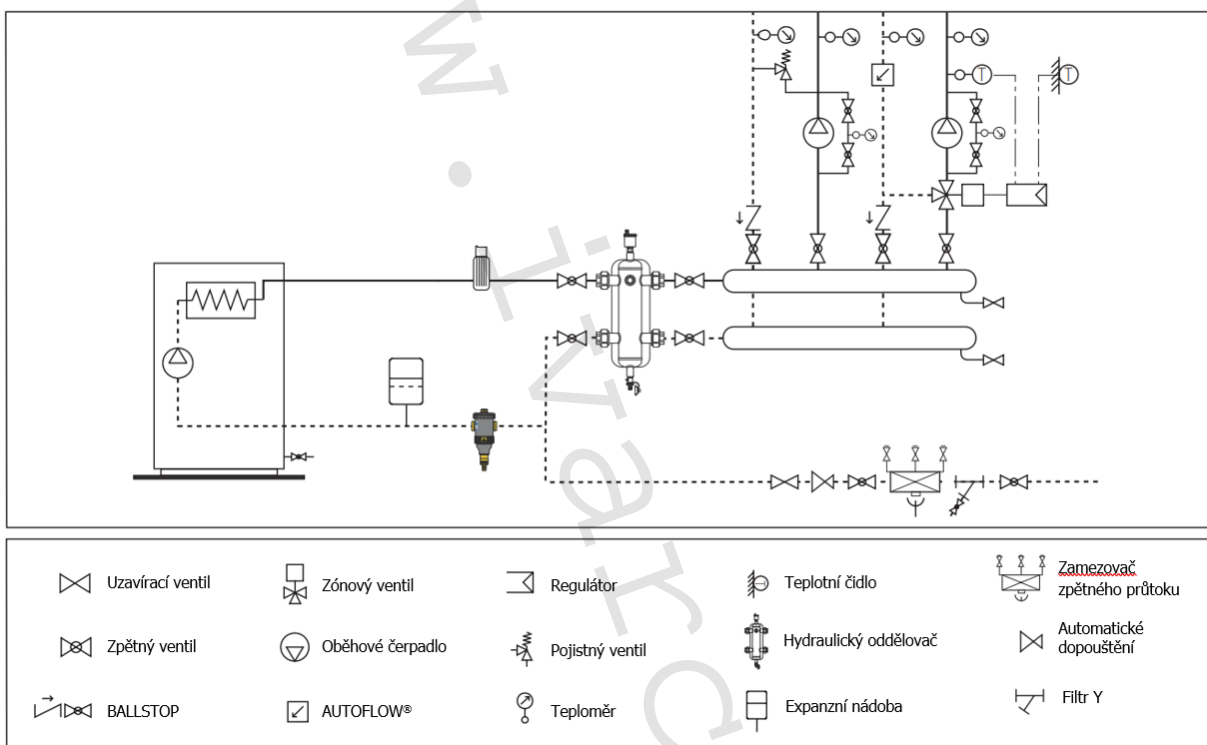 w.ivarc
T
T
Uzavírací ventil
Zónový ventil
Regulátor
Teplotní čidlo
Zamezovač
zpětného průtoku
Zpětný ventil
Oběhové čerpadlo
Pojistný ventil
Hydraulický oddělovač
Automatické
dopouštění
BALLSTOP
AUTOFLOW®
Teploměr
Expanzní nádoba
Filtr Y